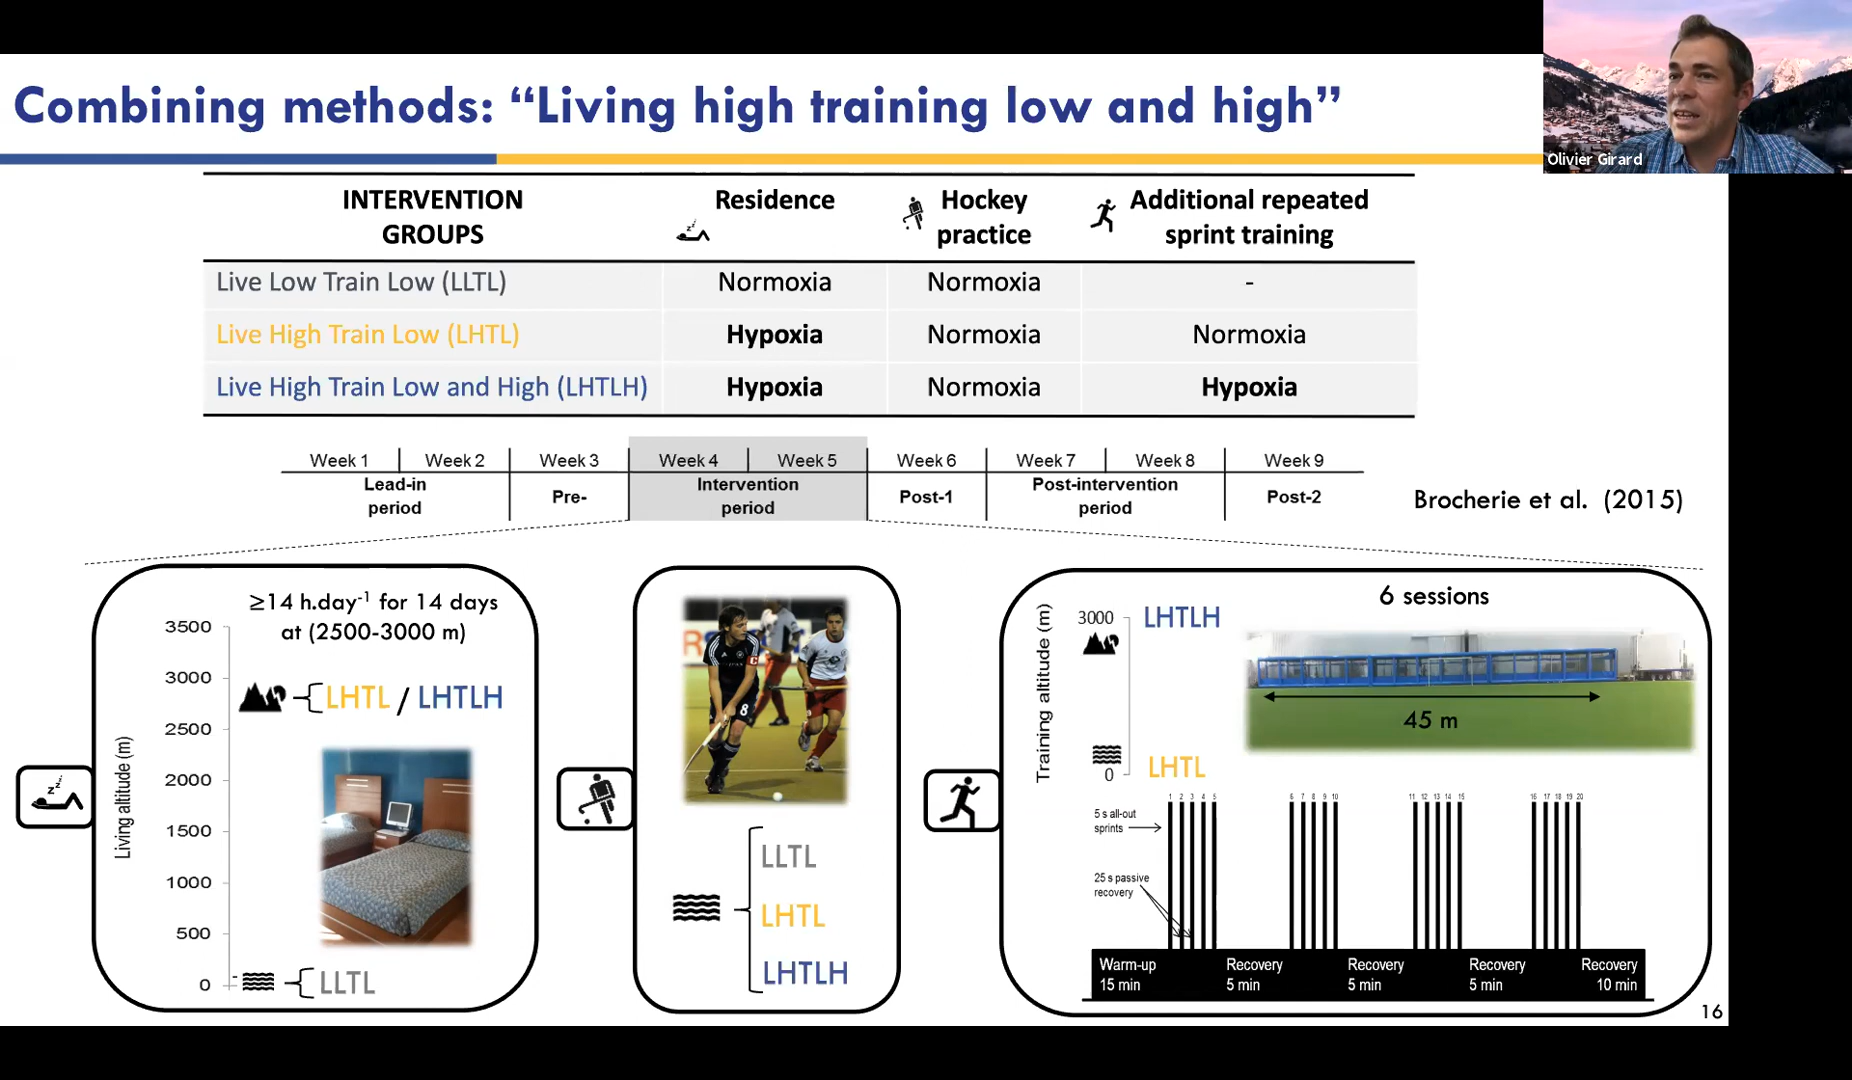 Combining methods: “Living high training low and high”
Olivier Girard
INTERVENTION GROUPS
Residence
Hockey practice
Additional repeated sprint training
Live Low Train Low (LLTL) Normoxia Normoxia -
Live High Train Low (LHTL) Hypoxia Normoxia Normoxia
Live High Train Low and High (LHTLH) Hypoxia Normoxia Hypoxia
Week 1 Week 2 Week 3 Week 4 Week 5 Week 6 Week 7 Week 8 Week 9
Lead-in period
Pre-
Intervention period
Post-1
Post-intervention period
Post-2
Brocherie et al. (2015)
≥14 h.day-1 for 14 days
at (2500-3000 m)
Living altitude (m)
3500
3000
2500
2000
1500
1000
500
0
LHTL / LHTLH
LLTL
zzz
8
LLTL
LHTL
LHTLH
6 sessions
Training altitude (m)
3000
0
LHTLH
LHTL
45 m
1 2 3 4 5 6 7 8 9 10 11 12 13 14 15 16 17 18 19 20
5 s all-out
sprints
25 s passive
recovery
Warm-up
15 min
Recovery
5 min
Recovery
5 min
Recovery
5 min
Recovery
10 min
16